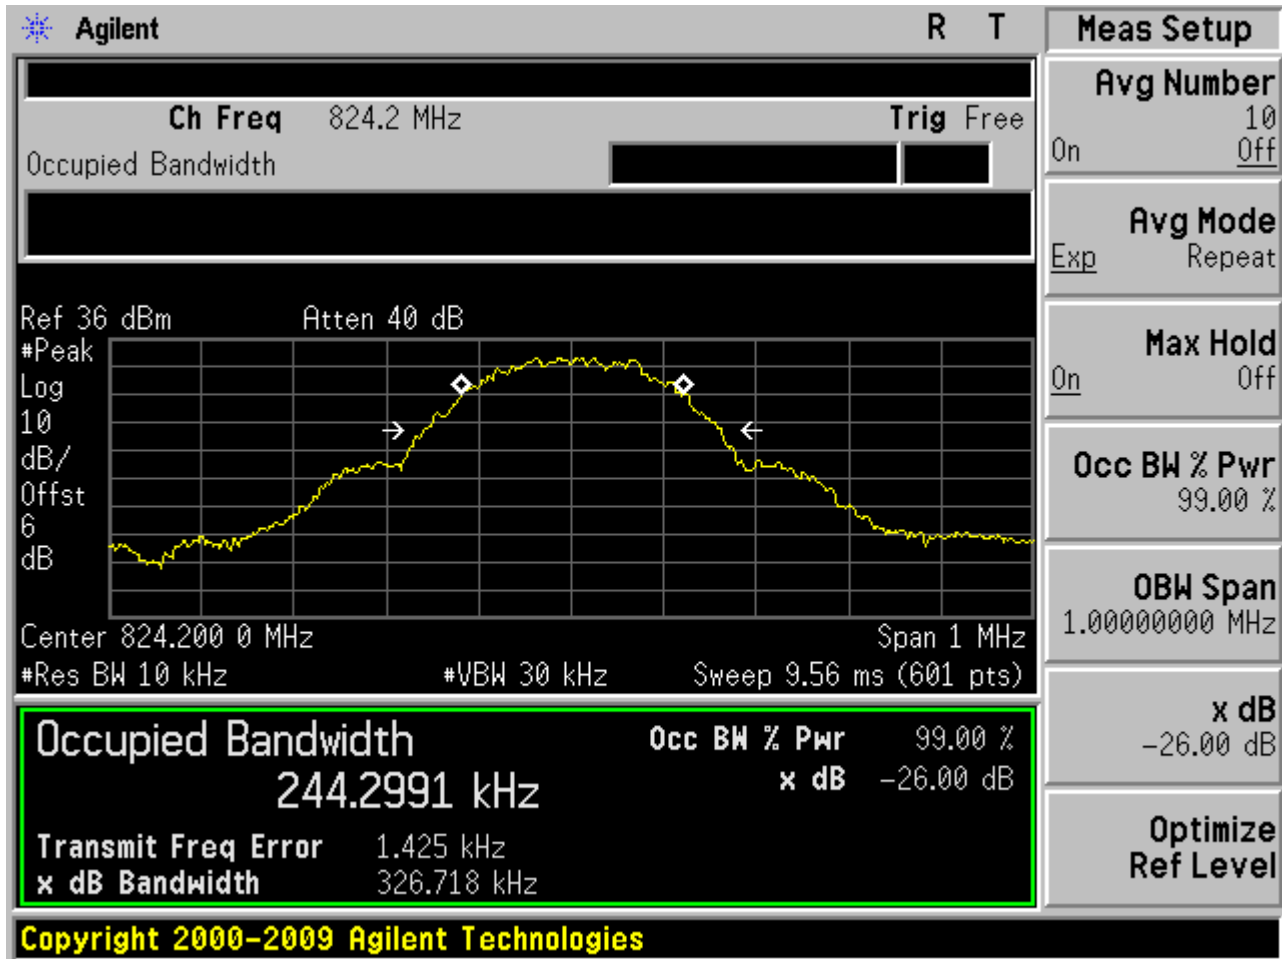 Agilent R T
Ch Freq 824.2 MHz Trig Free
Occupied Bandwidth
Ref 36 dBm Atten 40 dB
#Peak
Log
10
dB/
Offst
6
dB
Center 824.200 0 MHz Span 1 MHz
#Res BW 10 kHz #VBW 30 kHz Sweep 9.56 ms (601 pts)
Occupied Bandwidth Occ BW % Pwr 99.00 %
244.2991 kHz x dB -26.00 dB
Transmit Freq Error 1.425 kHz
x dB Bandwidth 326.718 kHz
Copyright 2000-2009 Agilent Technologies
Meas Setup
Avg Number
10
On Off
Avg Mode
Exp Repeat
Max Hold
On Off
Occ BW % Pwr
99.00 %
OBW Span
1.00000000 MHz
x dB
-26.00 dB
Optimize
Ref Level